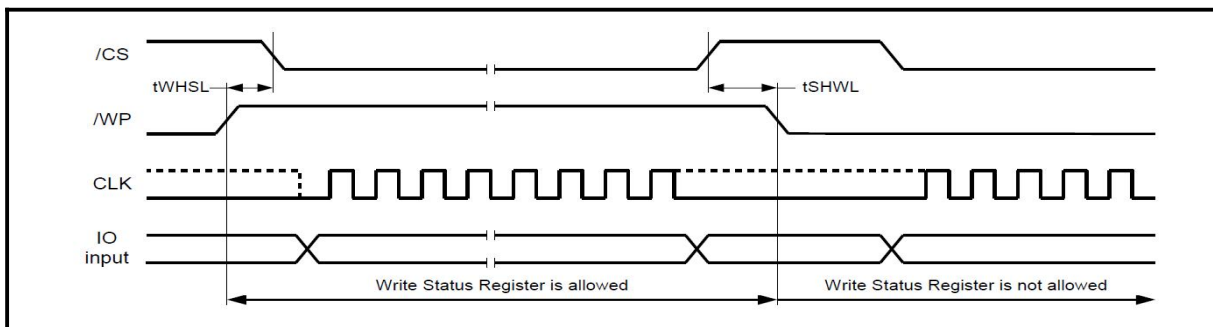 /CS
tWHSL
tSHWL
/WP
CLK
IO
input
Write Status Register is allowed
Write Status Register is not allowed